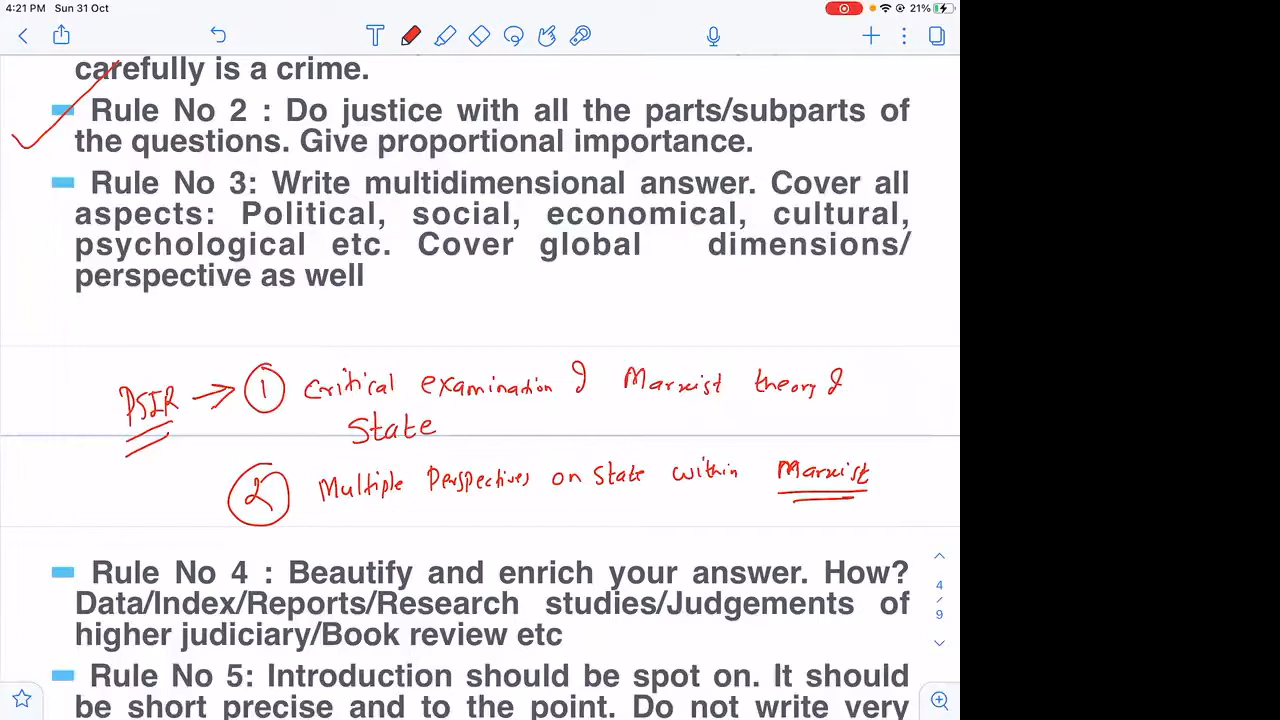 4:21 PM Sun 31 Oct 21%
carefully is a crime.
Rule No 2 : Do justice with all the parts/subparts of
the questions. Give proportional importance.
Rule No 3: Write multidimensional answer. Cover all
aspects: Political, social, economical, cultural,
psychological etc. Cover global dimensions/
perspective as well
PSIR → 1 Critical examination of Marxist theory of
State
2 Multiple Perspectives on State within Marxist
Rule No 4 : Beautify and enrich your answer. How?
Data/Index/Reports/Research studies/Judgements of
higher judiciary/Book review etc
Rule No 5: Introduction should be spot on. It should
be short precise and to the point. Do not write very
4
/
9